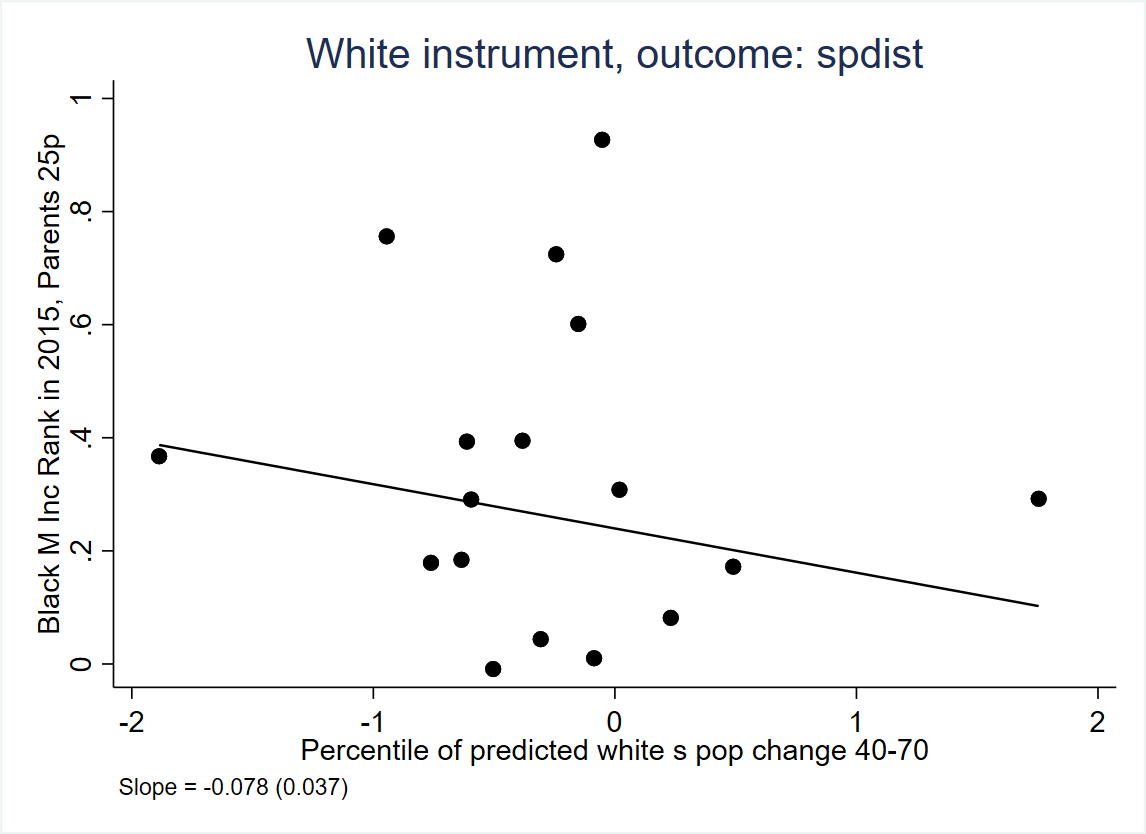 White instrument, outcome: spdist
Black M Inc Rank in 2015, Parents 25p
1
.8
.6
.4
.2
0
-2 -1 0 1 2
Percentile of predicted white s pop change 40-70
Slope = -0.078 (0.037)